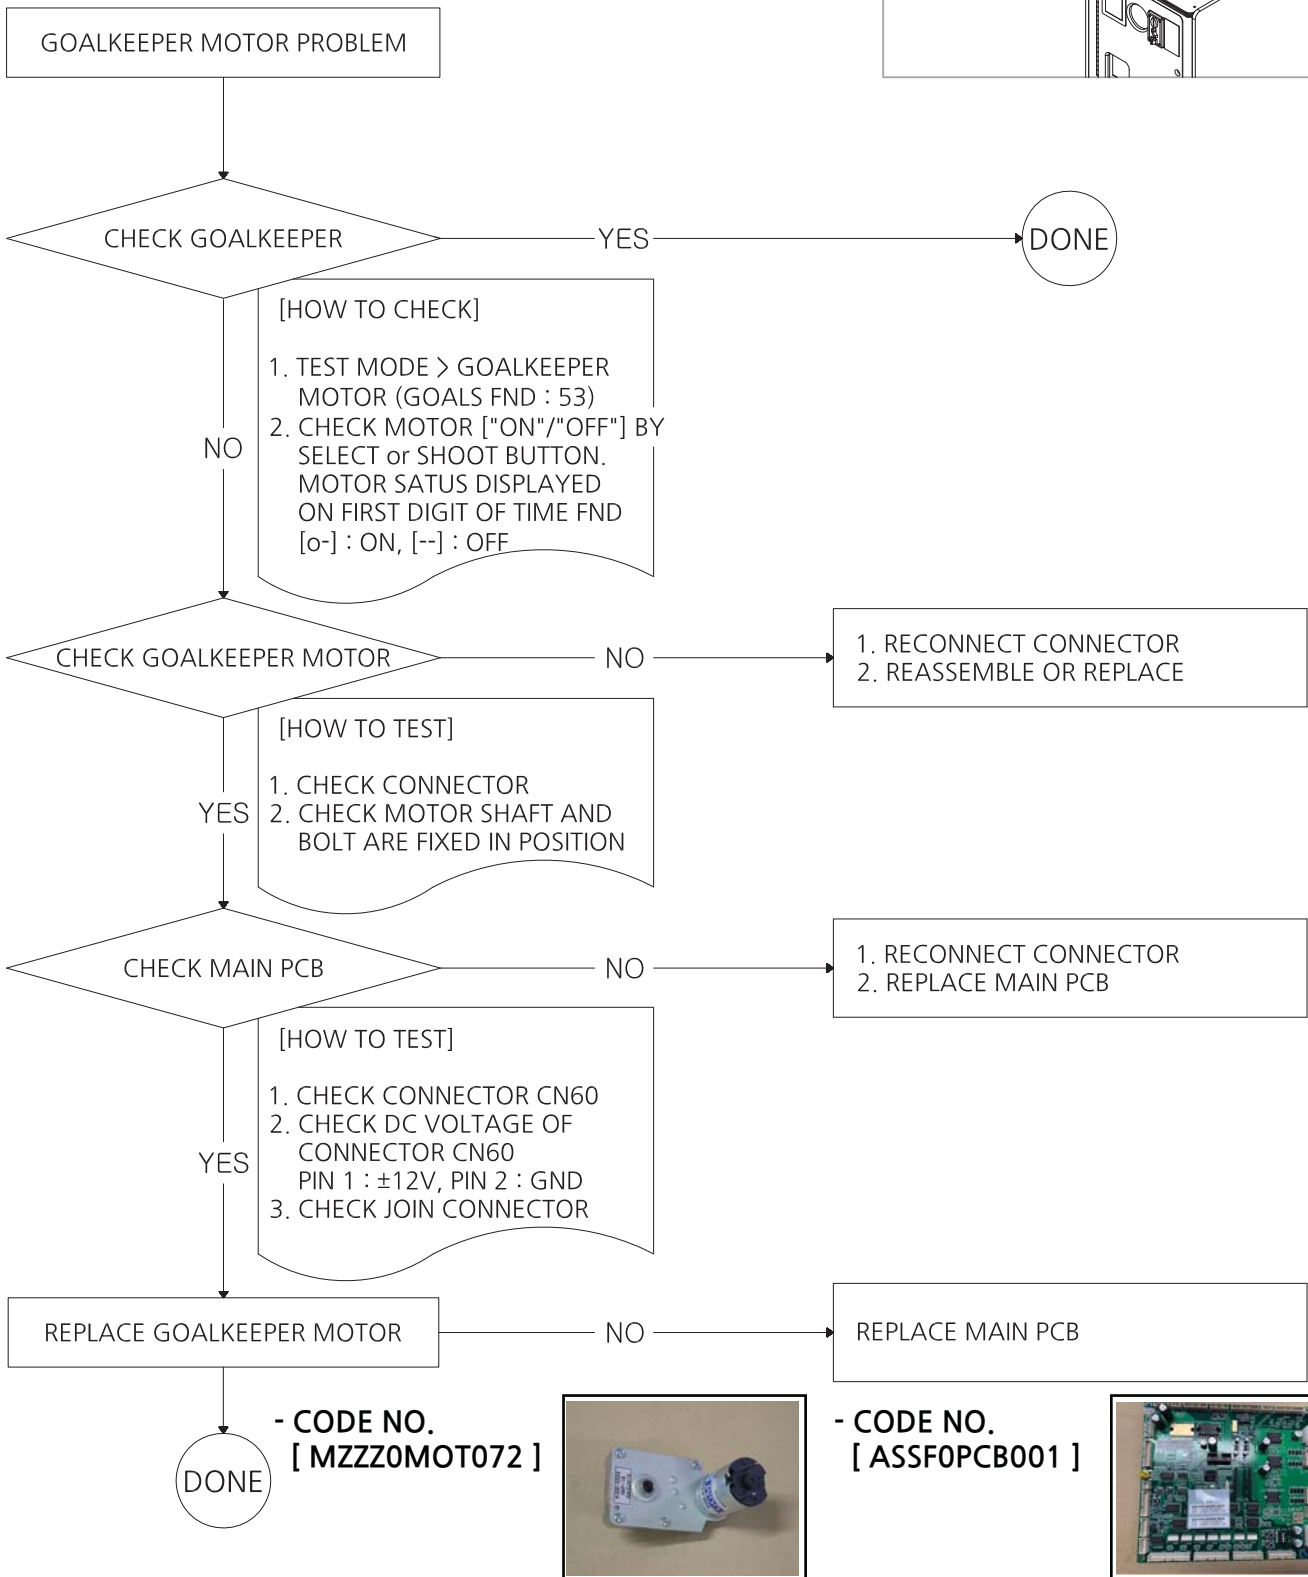 GOALKEEPER MOTOR PROBLEM
CHECK GOALKEEPER
YES
DONE
[HOW TO CHECK]
1. TEST MODE > GOALKEEPER
MOTOR (GOALS FND : 53)
2. CHECK MOTOR ["ON"/"OFF"] BY
SELECT or SHOOT BUTTON.
MOTOR SATUS DISPLAYED
ON FIRST DIGIT OF TIME FND
[o-] : ON, [--] : OFF
NO
CHECK GOALKEEPER MOTOR
NO
1. RECONNECT CONNECTOR
2. REASSEMBLE OR REPLACE
[HOW TO TEST]
1. CHECK CONNECTOR
2. CHECK MOTOR SHAFT AND
BOLT ARE FIXED IN POSITION
YES
CHECK MAIN PCB
NO
1. RECONNECT CONNECTOR
2. REPLACE MAIN PCB
[HOW TO TEST]
1. CHECK CONNECTOR CN60
2. CHECK DC VOLTAGE OF
CONNECTOR CN60
PIN 1 : ±12V, PIN 2 : GND
3. CHECK JOIN CONNECTOR
YES
REPLACE GOALKEEPER MOTOR
NO
REPLACE MAIN PCB
DONE
- CODE NO.
[ MZZZ0MOT072 ]
- CODE NO.
[ ASSF0PCB001 ]